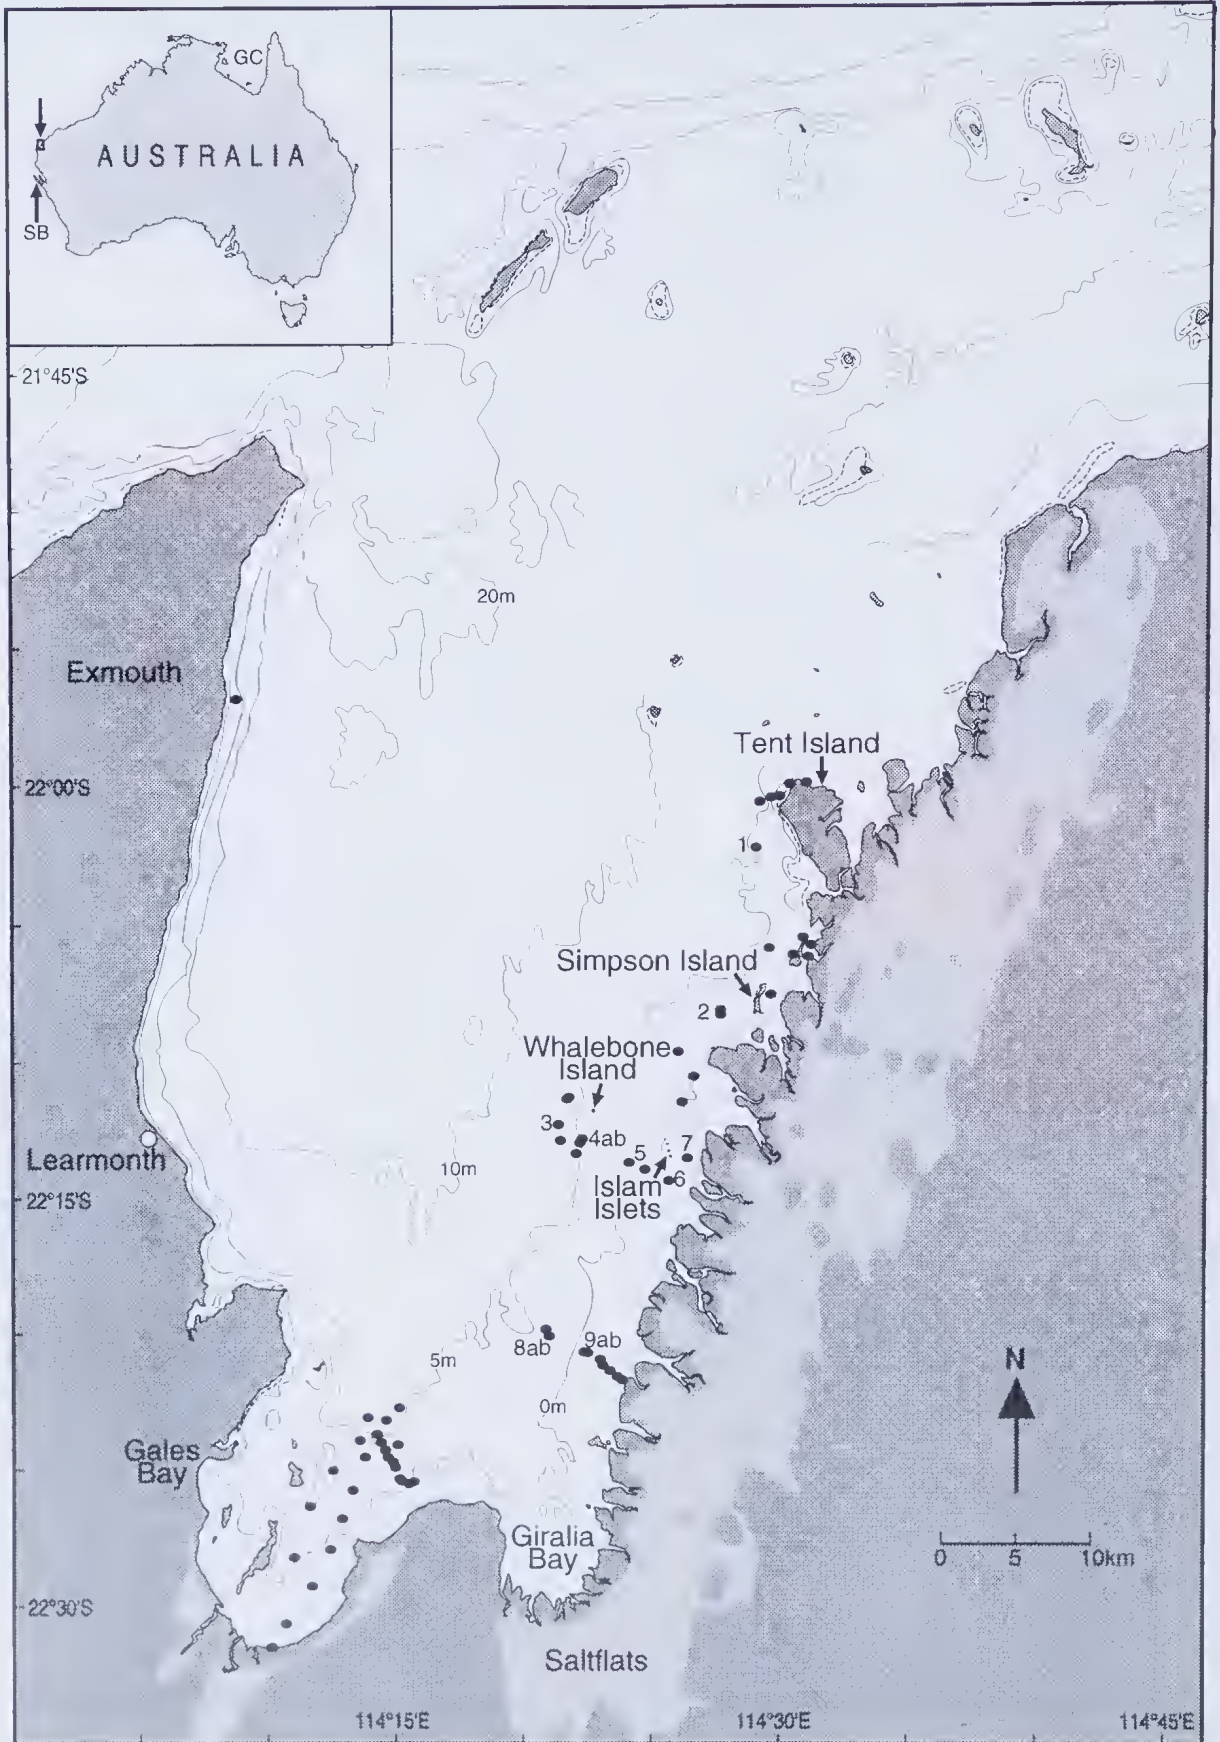 GC
AUSTRALIA
SB
21°45'S
20m
Exmouth
Tent Island
22°00'S
1
Simpson Island
2
Whalebone
Island
3
4ab
5
7
Learmonth
10m
6
Islam
Islets
22°15'S
8ab
9ab
5m
N
0m
Gales
Bay
Giralia
Bay
0 5 10km
22°30'S
Saltflats
114°15'E
114°30'E
114°45'E